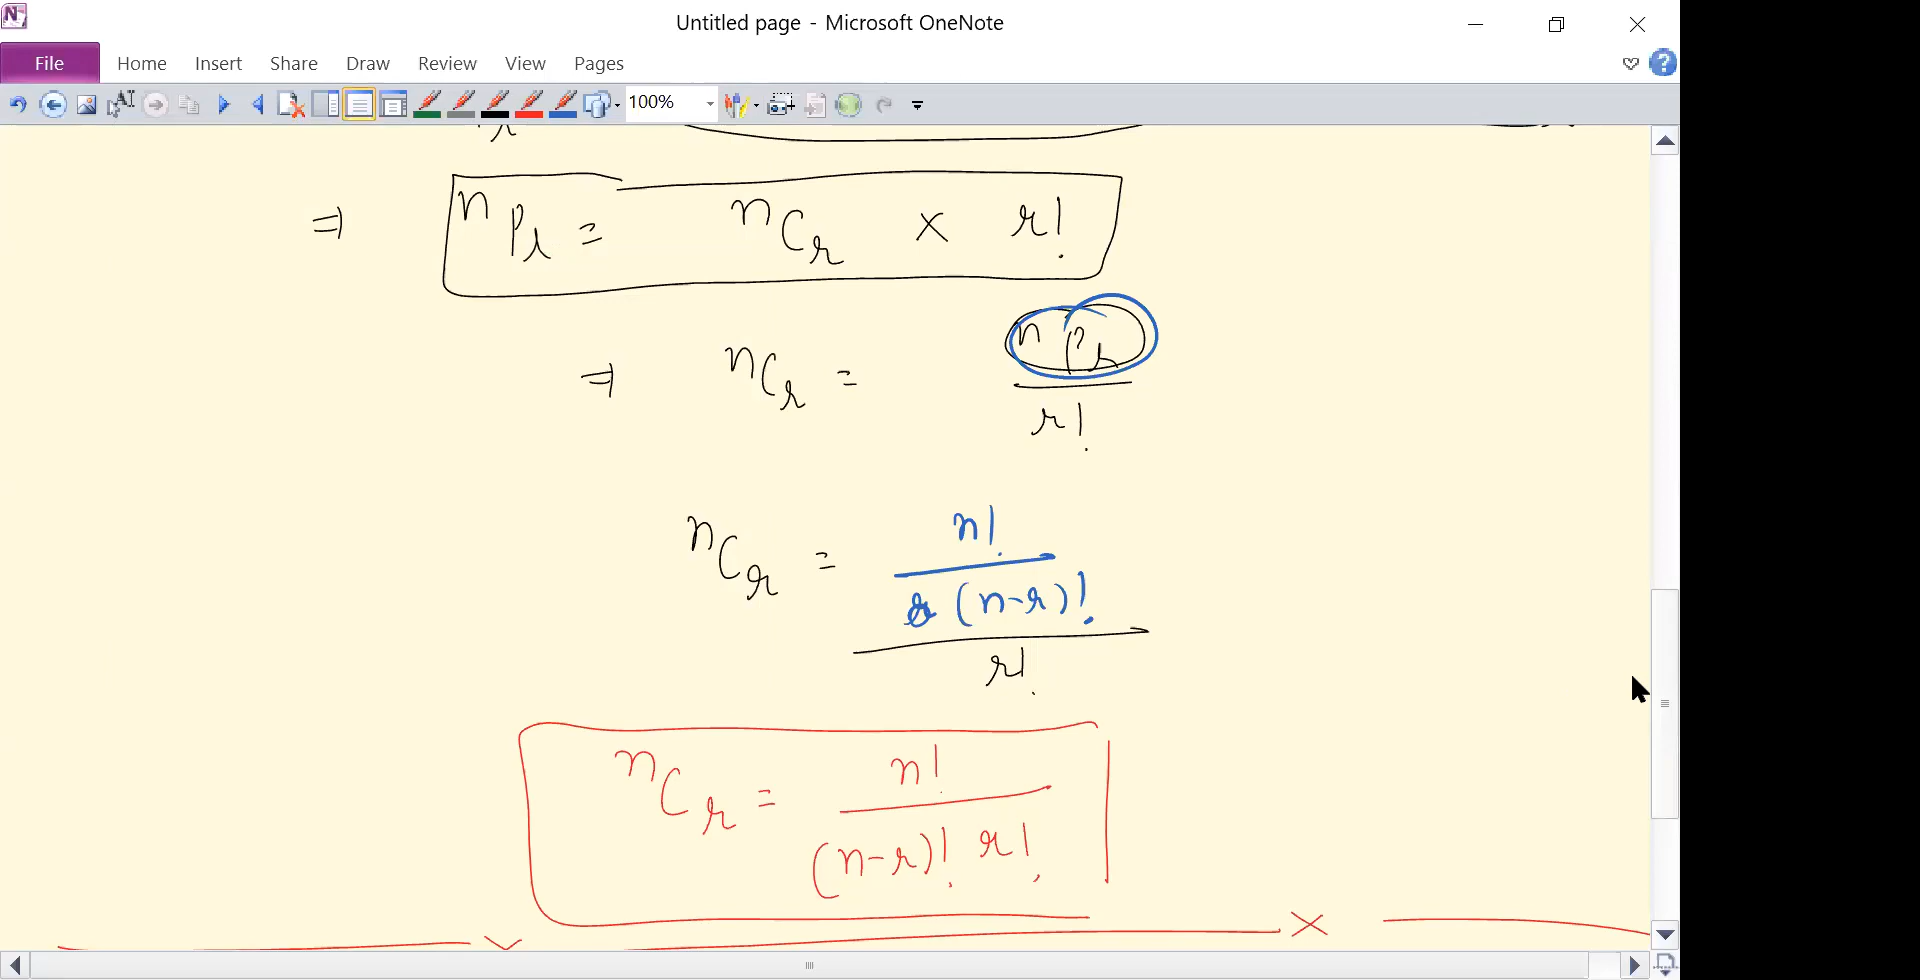 Untitled page - Microsoft OneNote
File Home Insert Share Draw Review View Pages
100%
⇒ nPr = nCr × r!
⇒ nCr = nPr / r!
nCr = n! / (n-r)! / r!
nCr = n! / (n-r)! r!